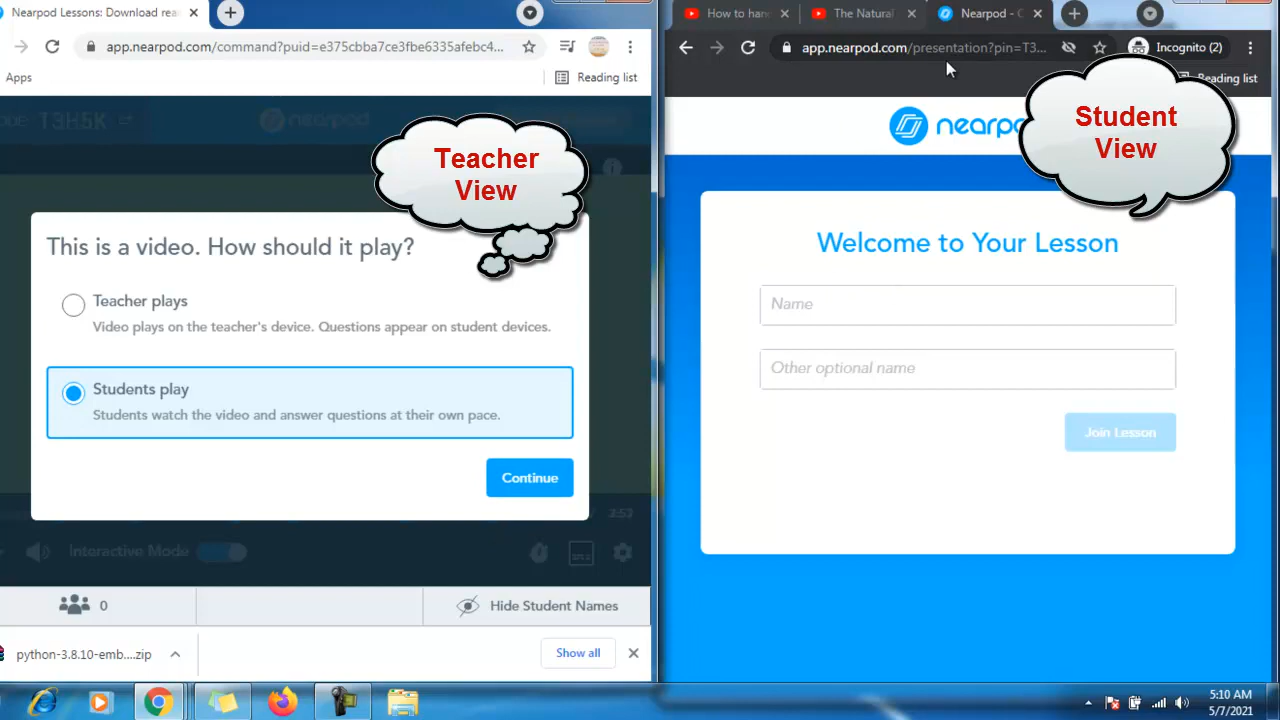 Nearpod Lessons: Download rea
app.nearpod.com/command?puid=e375cbba7ce3fbe6335afebc4...
Apps
Reading list
T3H5K
nearpod
Teacher
View
This is a video. How should it play?
Teacher plays
Video plays on the teacher's device. Questions appear on student devices.
Students play
Students watch the video and answer questions at their own pace.
Continue
2:53
Interactive Mode
0
Hide Student Names
python-3.8.10-emb....zip
Show all
How to han
The Natural
Nearpod - C
app.nearpod.com/presentation?pin=T3...
Incognito (2)
Reading list
nearpo
Student
View
Welcome to Your Lesson
Name
Other optional name
Join Lesson
5:10 AM
5/7/2021